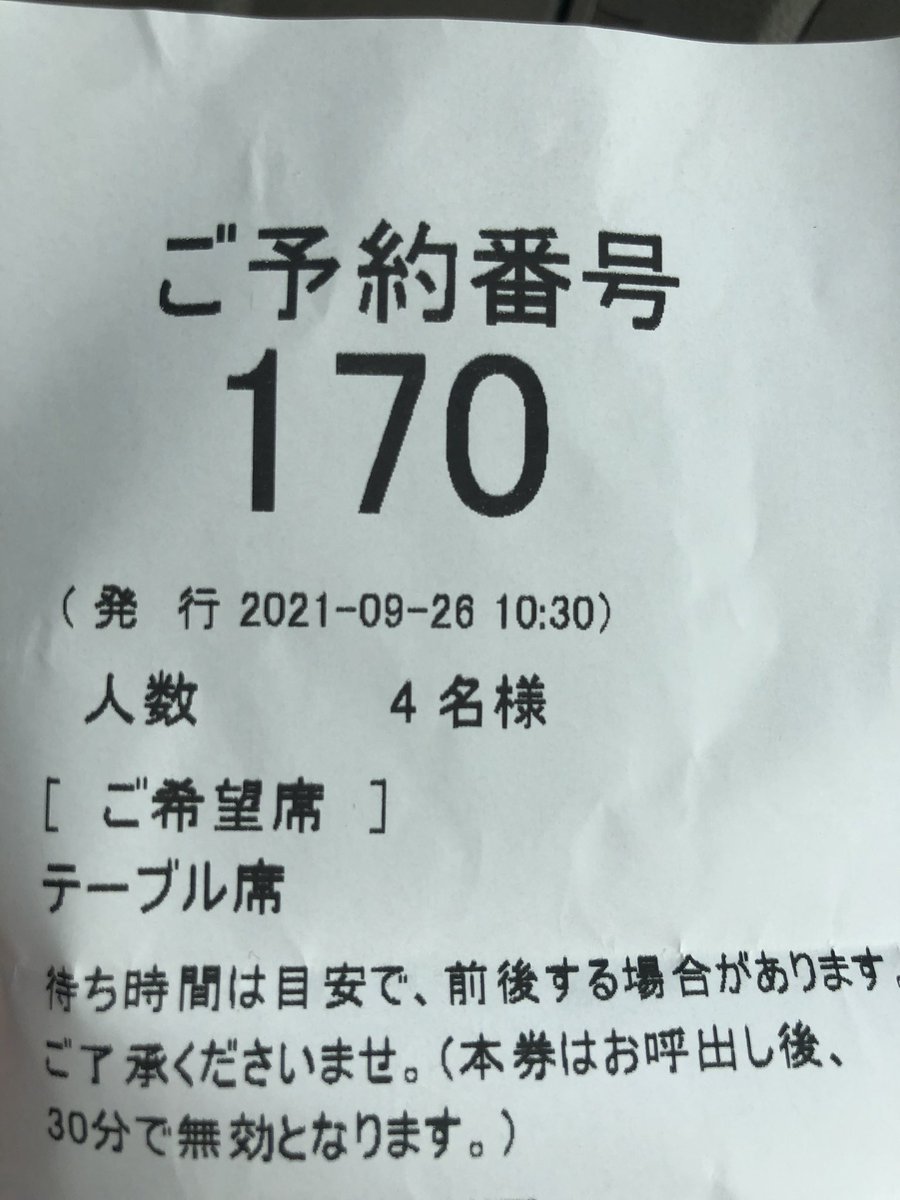 ご予約番号
170
(発 行 2021-09-26 10:30)
人数 4 名様
[ ご希望席 ]
テーブル席
待ち時間は目安で、前後する場合があります。
ご了承くださいませ。(本券はお呼出し後、
30分で無効となります。)